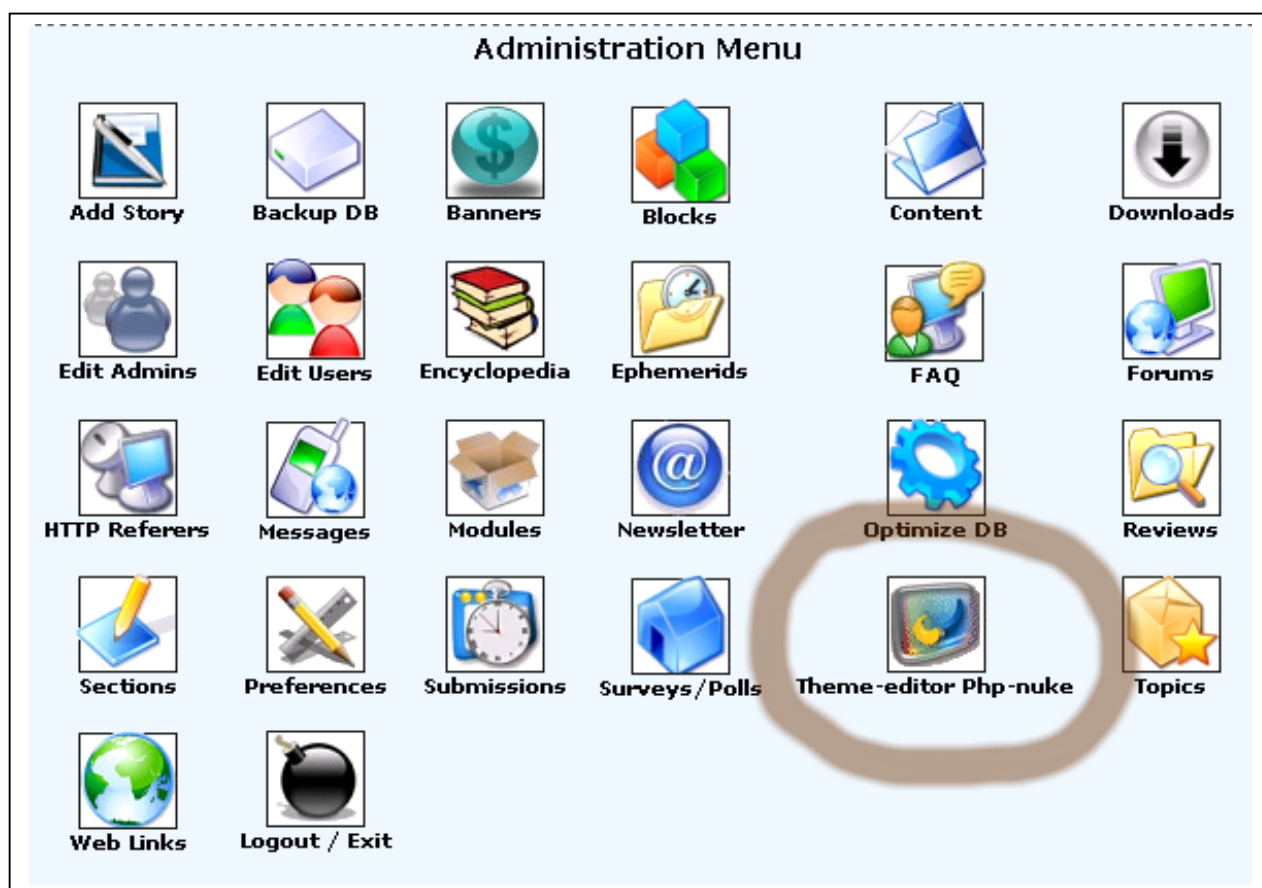 Administration Menu
Add Story Backup DB Banners Blocks Content Downloads
Edit Admins Edit Users Encyclopedia Ephemerids FAQ Forums
HTTP Referers Messages Modules Newsletter Optimize DB Reviews
Sections Preferences Submissions Surveys/Polls Theme-editor Php-nuke Topics
Web Links Logout / Exit